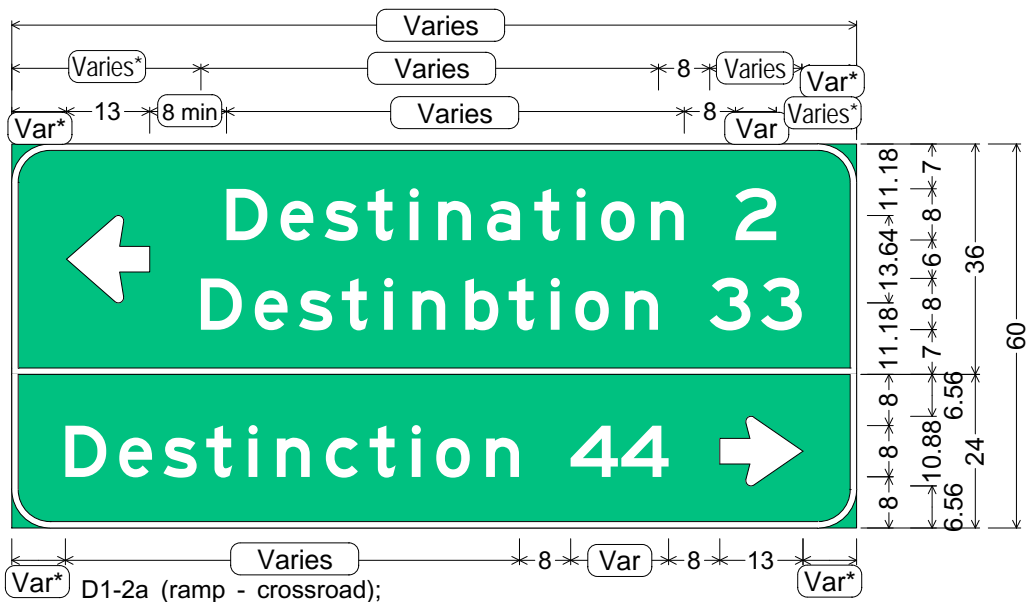 Varies
Varies* Varies 8 Varies Var*
Var* 13 8 min Varies 8 Var Varies*
Destination 2
Destinbtion 33
Destinction 44
11.18 13.64 11.18 8 8 8
7 8 6 8 7 6.56 10.88 6.56
36 24
60
Var* Varies 8 Var 8 13 Var*
D1-2a (ramp - crossroad);